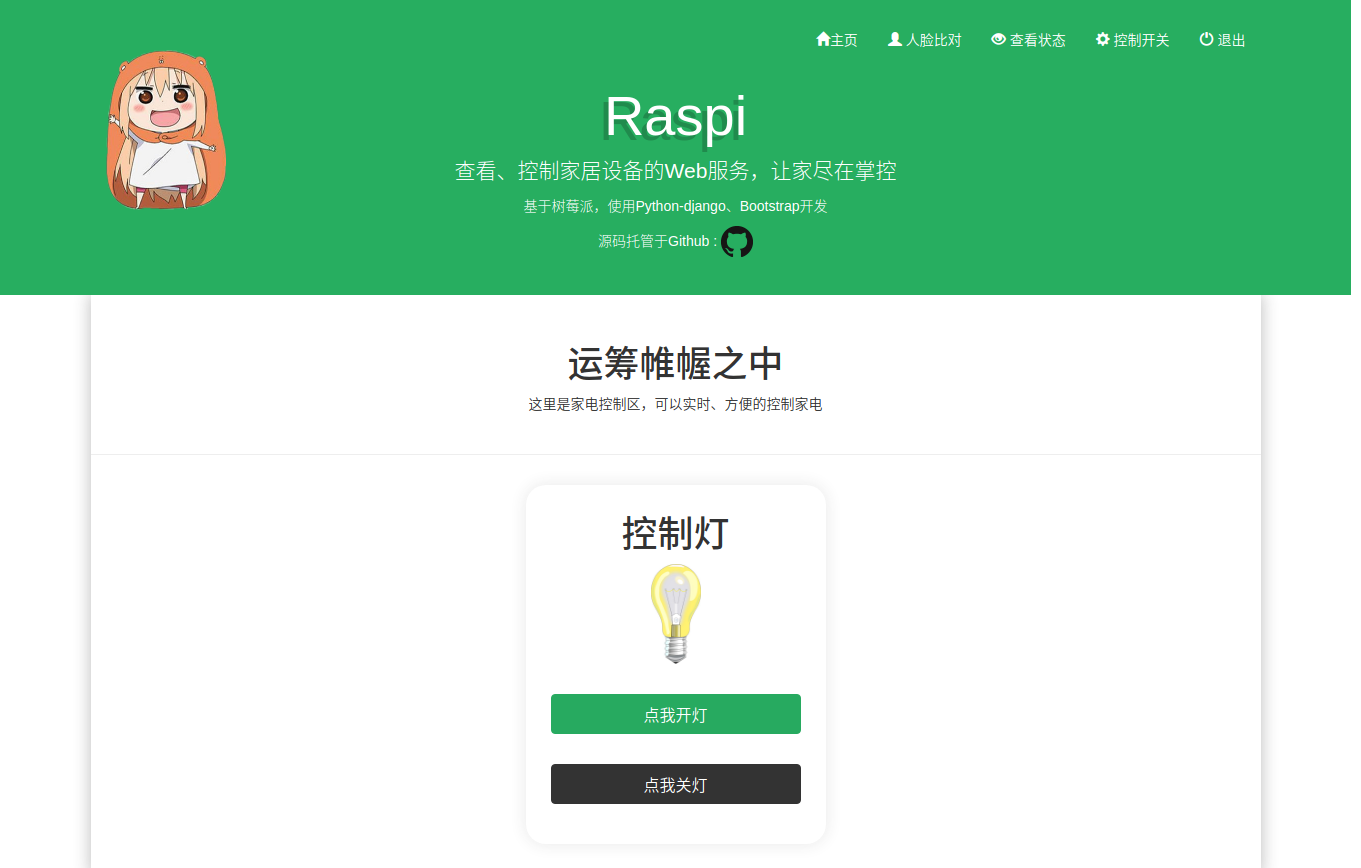 主页 人脸比对 查看状态 控制开关 退出
Raspi
查看、控制家居设备的Web服务，让家尽在掌控
基于树莓派，使用Python-django、Bootstrap开发
源码托管于Github :
运筹帷幄之中
这里是家电控制区，可以实时、方便的控制家电
控制灯
点我开灯
点我关灯